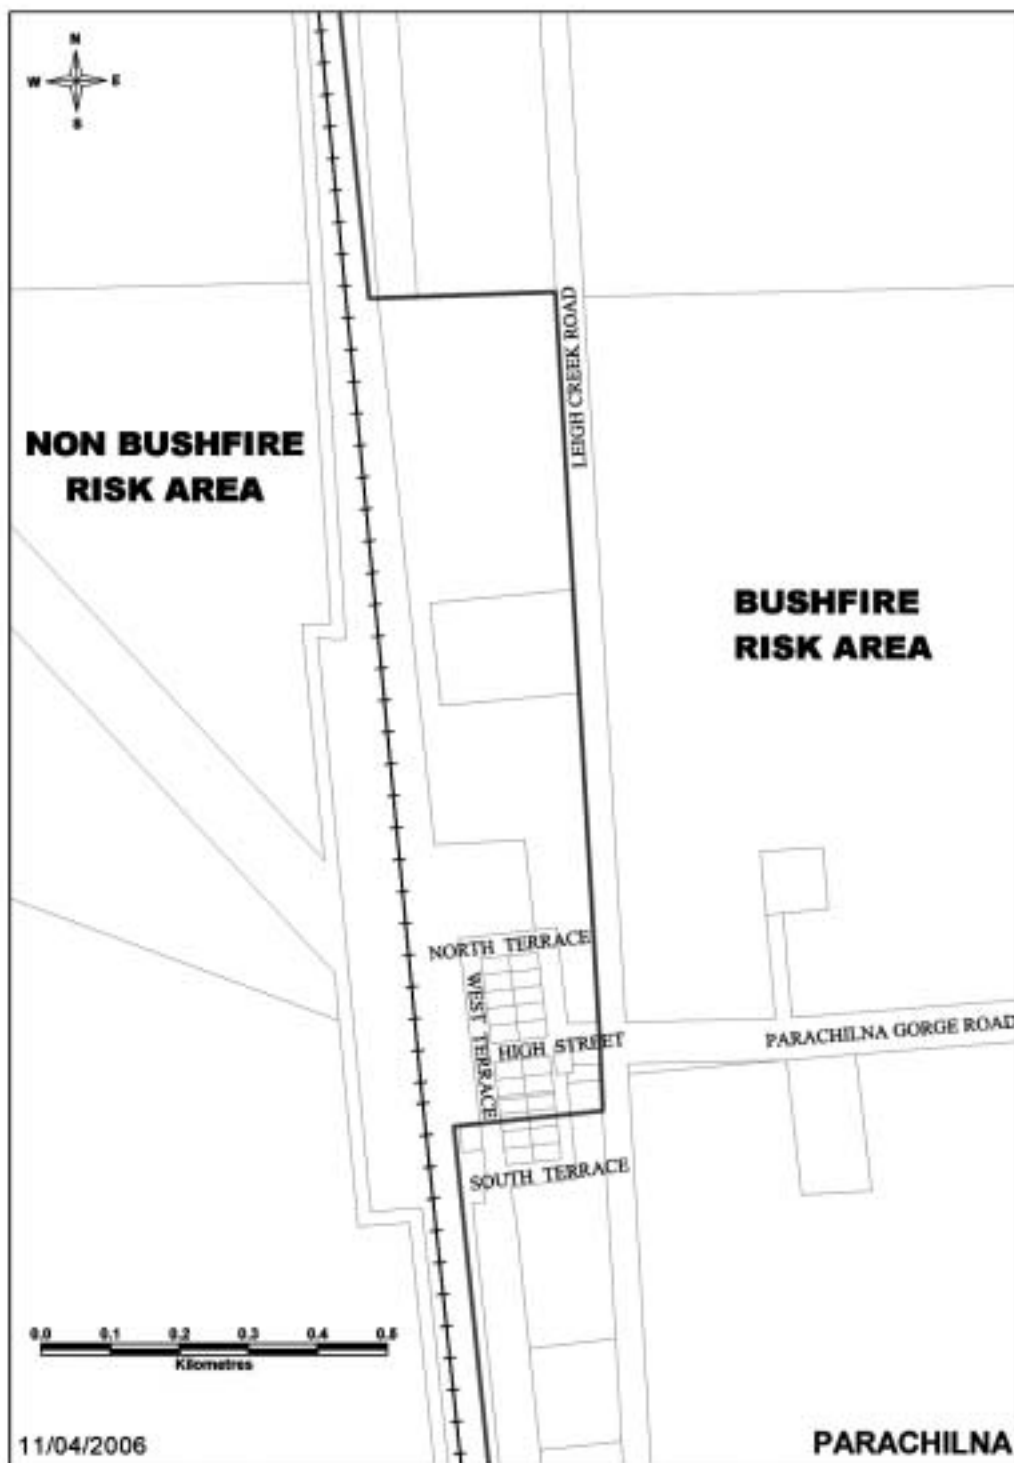 N
W E
S
LEIGH CREEK ROAD
NON BUSHFIRE
RISK AREA
BUSHFIRE
RISK AREA
NORTH TERRACE
WEST TERRACE
HIGH STREET
PARACHILNA GORGE ROAD
SOUTH TERRACE
0.0 0.1 0.2 0.3 0.4 0.5
Kilometres
11/04/2006
PARACHILNA